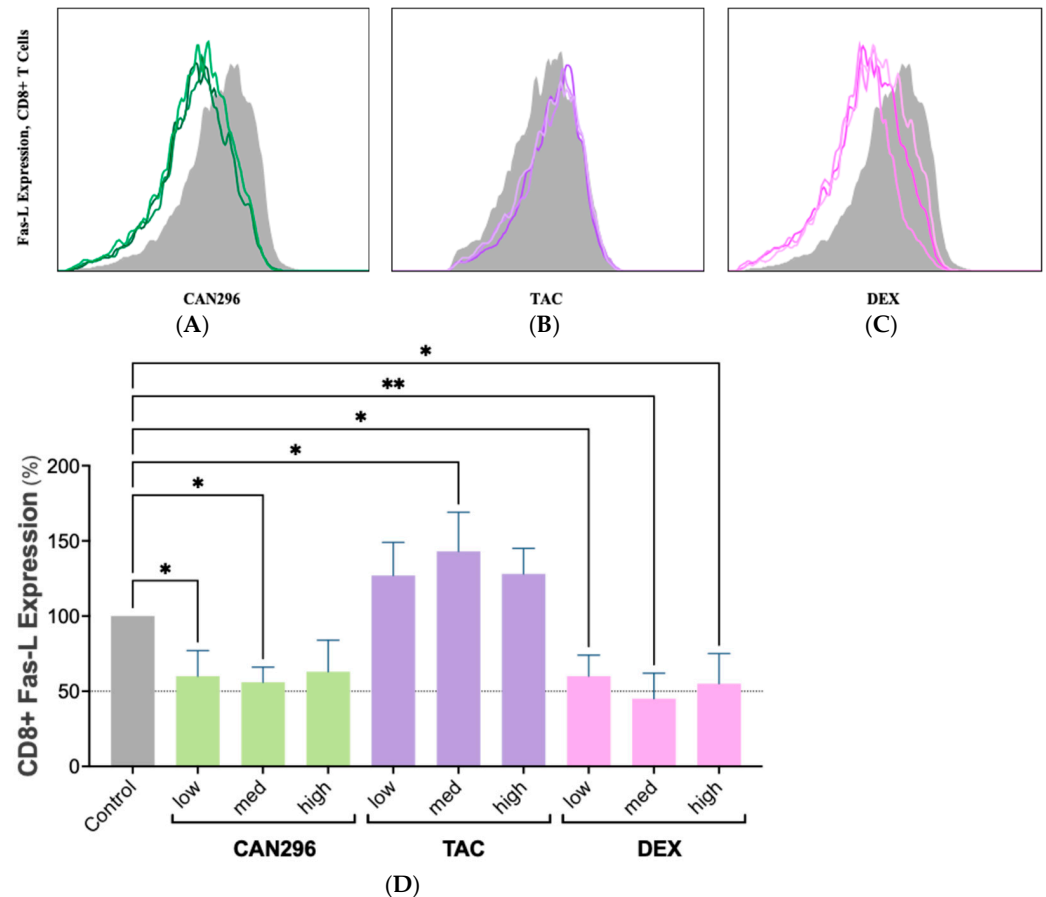 Fas-L Expression, CD8+ T Cells
CAN296
TAC
DEX
(A)
(B)
(C)
*
**
*
*
*
*
CD8+ Fas-L Expression (%)
200
150
100
50
0
Control
low
med
high
low
med
high
low
med
high
CAN296
TAC
DEX
(D)